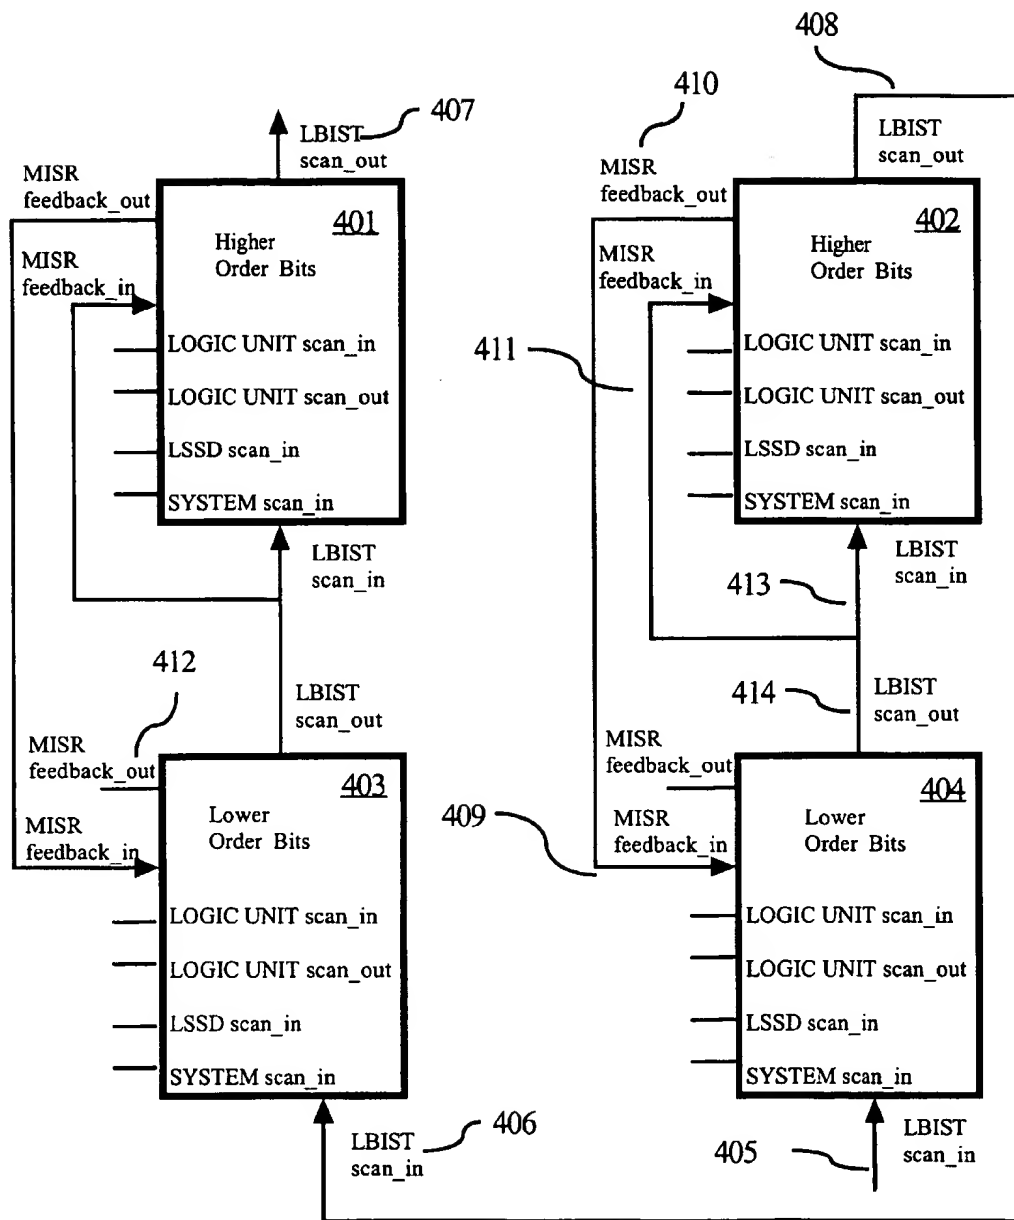 408
410
407
LBIST
scan_out
LBIST
scan_out
MISR
feedback_out
401
Higher
Order Bits
MISR
feedback_in
LOGIC UNIT scan_in
LOGIC UNIT scan_out
LSSD scan_in
SYSTEM scan_in
LBIST
scan_in
MISR
feedback_out
402
Higher
Order Bits
MISR
feedback_in
411
LOGIC UNIT scan_in
LOGIC UNIT scan_out
LSSD scan_in
SYSTEM scan_in
LBIST
scan_in
413
412
LBIST
scan_out
414
LBIST
scan_out
MISR
feedback_out
403
Lower
Order Bits
MISR
feedback_in
LOGIC UNIT scan_in
LOGIC UNIT scan_out
LSSD scan_in
SYSTEM scan_in
MISR
feedback_out
404
Lower
Order Bits
409
MISR
feedback_in
LOGIC UNIT scan_in
LOGIC UNIT scan_out
LSSD scan_in
SYSTEM scan_in
LBIST
scan_in
406
405
LBIST
scan_in